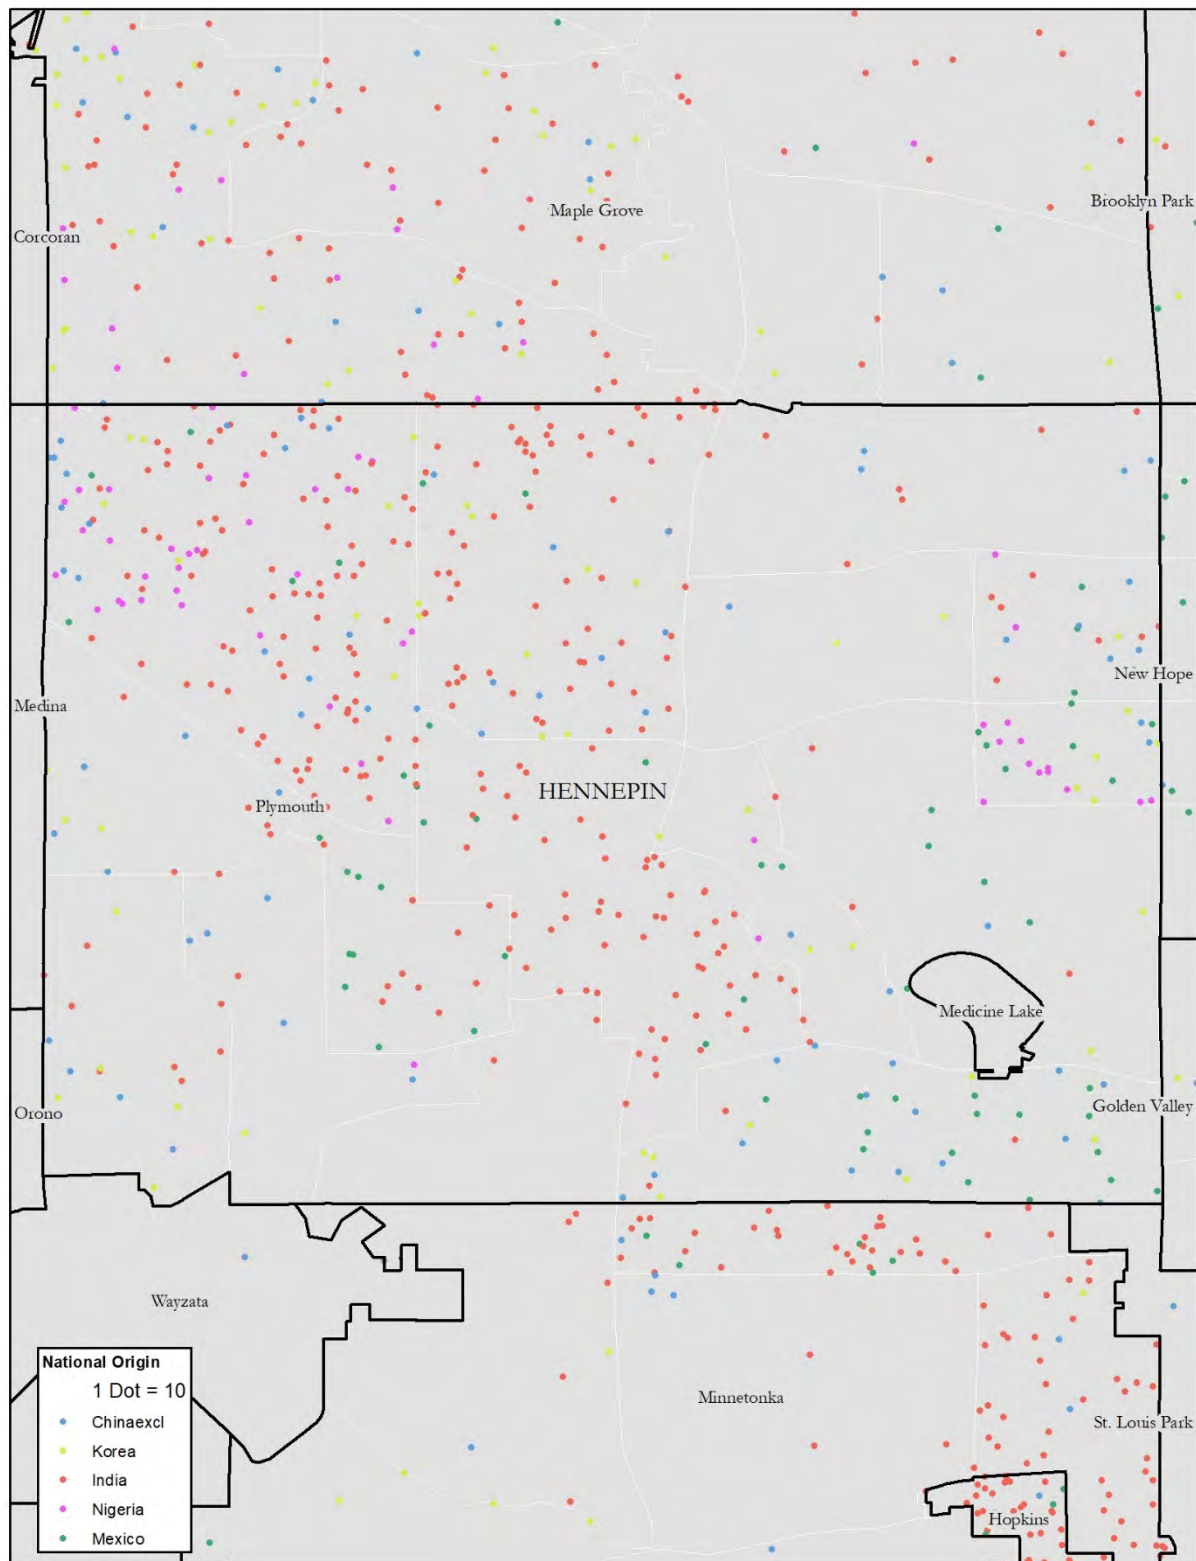 Maple Grove
Brooklyn Park
Corcoran
New Hope
Medina
HENNEPIN
Plymouth
Medicine Lake
Orono
Golden Valley
Wayzata
Minnetonka
St. Louis Park
Hopkins
National Origin
1 Dot = 10
Chinaexcl
Korea
India
Nigeria
Mexico